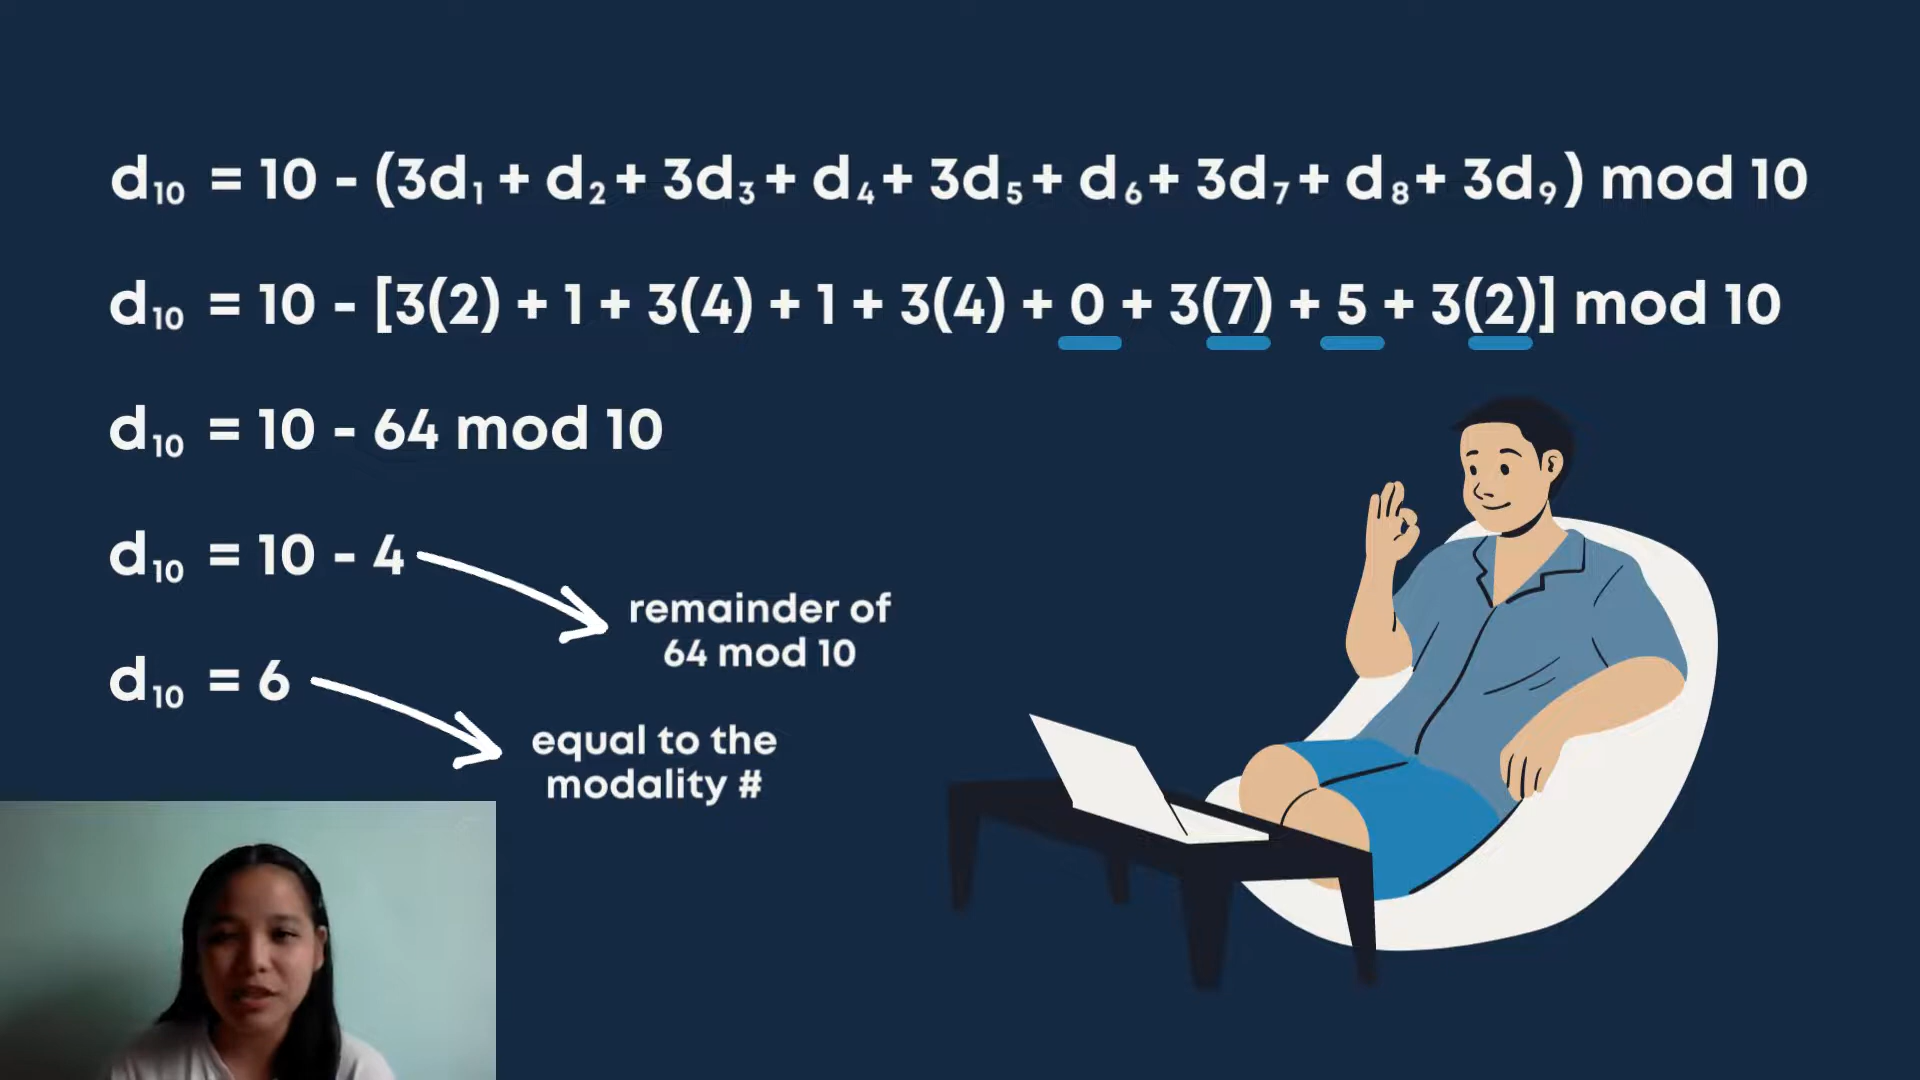 d₁₀ = 10 - (3d₁ + d₂ + 3d₃ + d₄ + 3d₅ + d₆ + 3d₇ + d₈ + 3d₉) mod 10
d₁₀ = 10 - [3(2) + 1 + 3(4) + 1 + 3(4) + 0 + 3(7) + 5 + 3(2)] mod 10
d₁₀ = 10 - 64 mod 10
d₁₀ = 10 - 4
remainder of
64 mod 10
d₁₀ = 6
equal to the
modality #